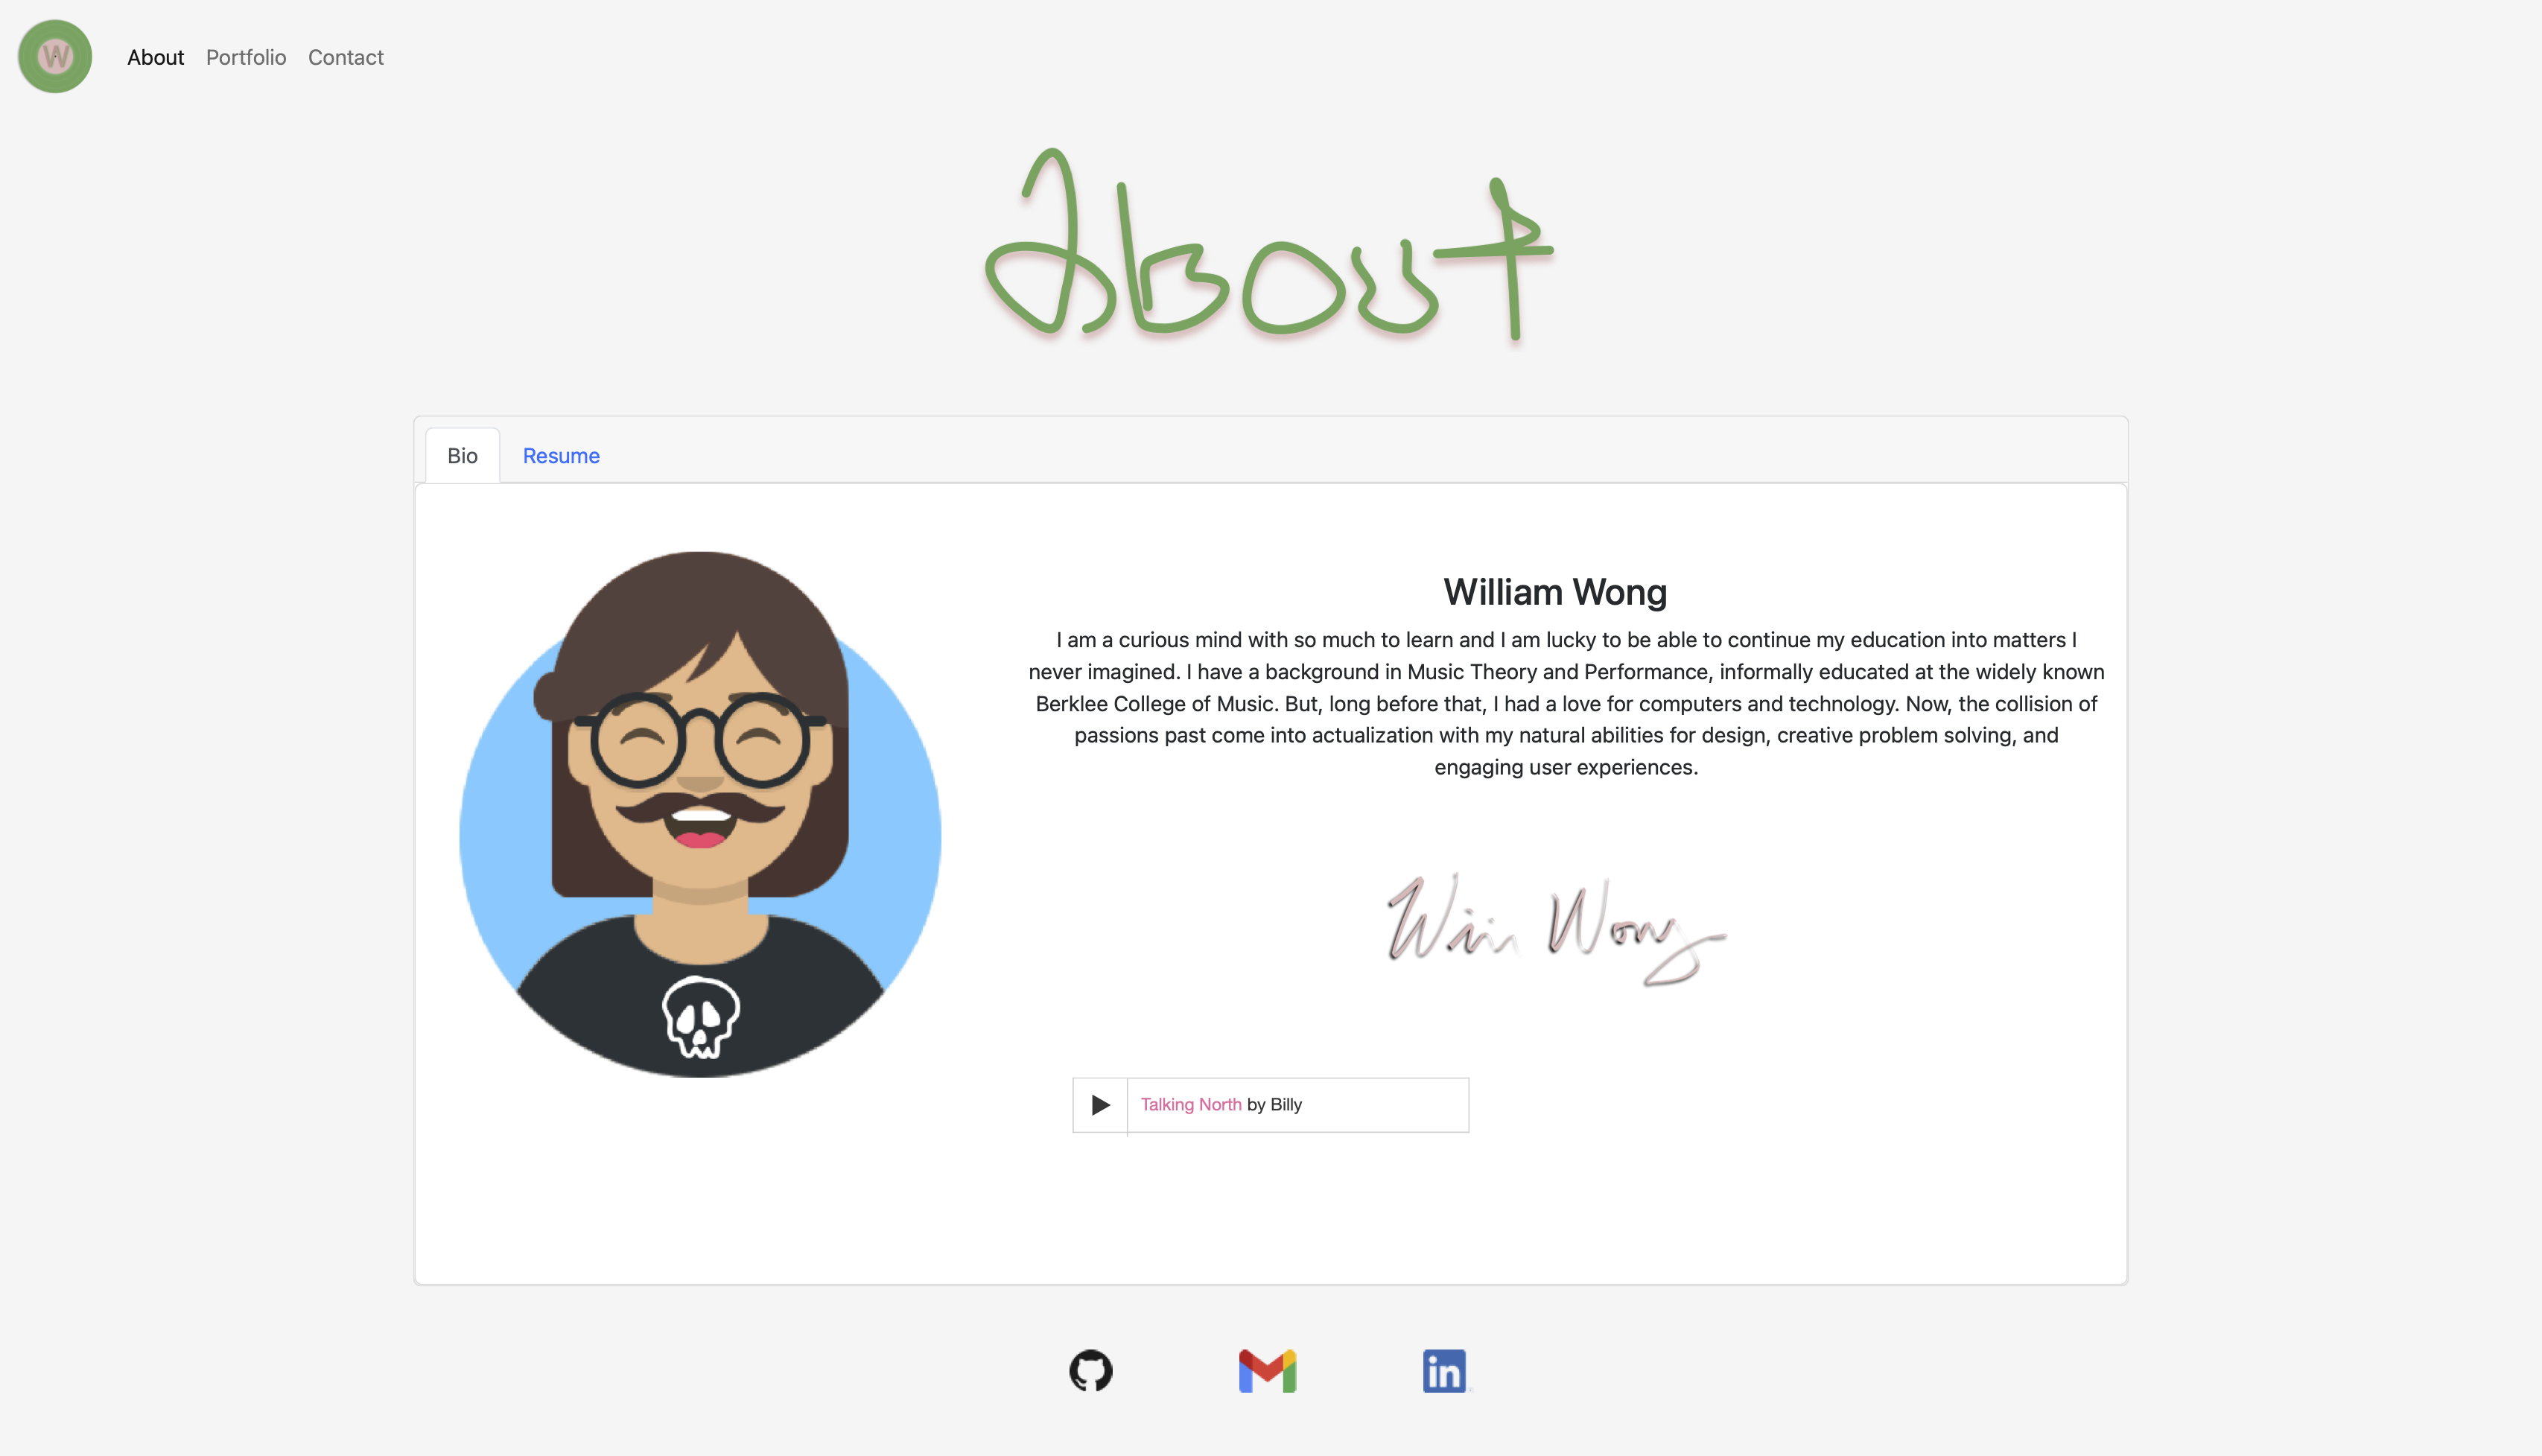 W
About Portfolio Contact
About
Bio Resume
William Wong
I am a curious mind with so much to learn and I am lucky to be able to continue my education into matters I
never imagined. I have a background in Music Theory and Performance, informally educated at the widely known
Berklee College of Music. But, long before that, I had a love for computers and technology. Now, the collision of
passions past come into actualization with my natural abilities for design, creative problem solving, and
engaging user experiences.
Wong
Talking North by Billy
in